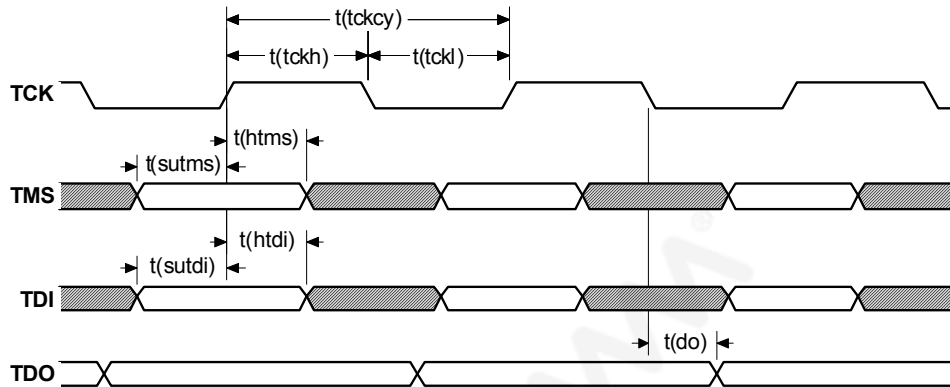 t(tckcy)
t(tckh)
t(tckl)
TCK
t(htms)
t(sutms)
TMS
t(htdi)
t(sutdi)
TDI
t(do)
TDO